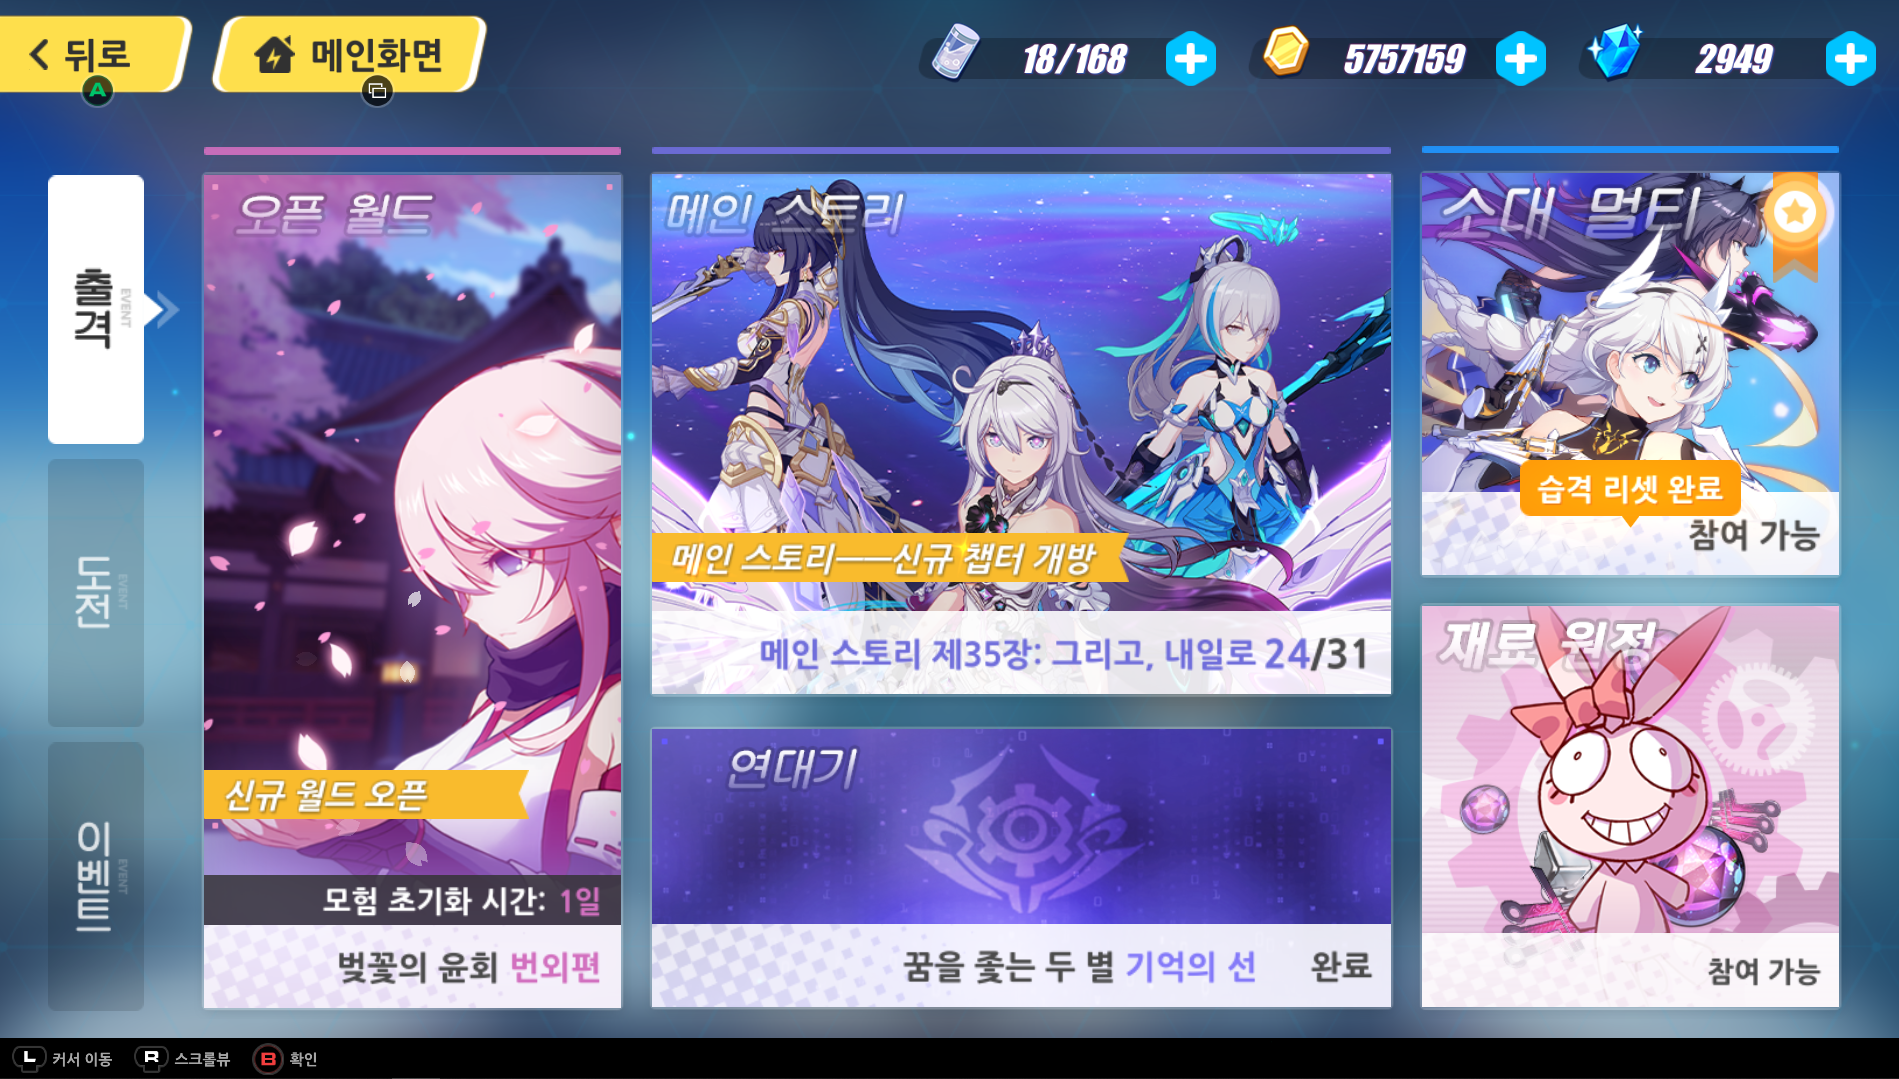 뒤로
A
메인화면
18/168
5757159
2949
출격
EVENT
도전
EVENT
이벤트
EVENT
오픈 월드
신규 월드 오픈
모험 초기화 시간: 1일
벚꽃의 윤회 번외편
메인 스토리
메인 스토리——신규 챕터 개방
메인 스토리 제35장: 그리고, 내일로 24/31
연대기
꿈을 좇는 두 별 기억의 선 완료
소대 멀티
습격 리셋 완료
참여 가능
재료 원정
참여 가능
L 커서 이동
R 스크롤뷰
B 확인